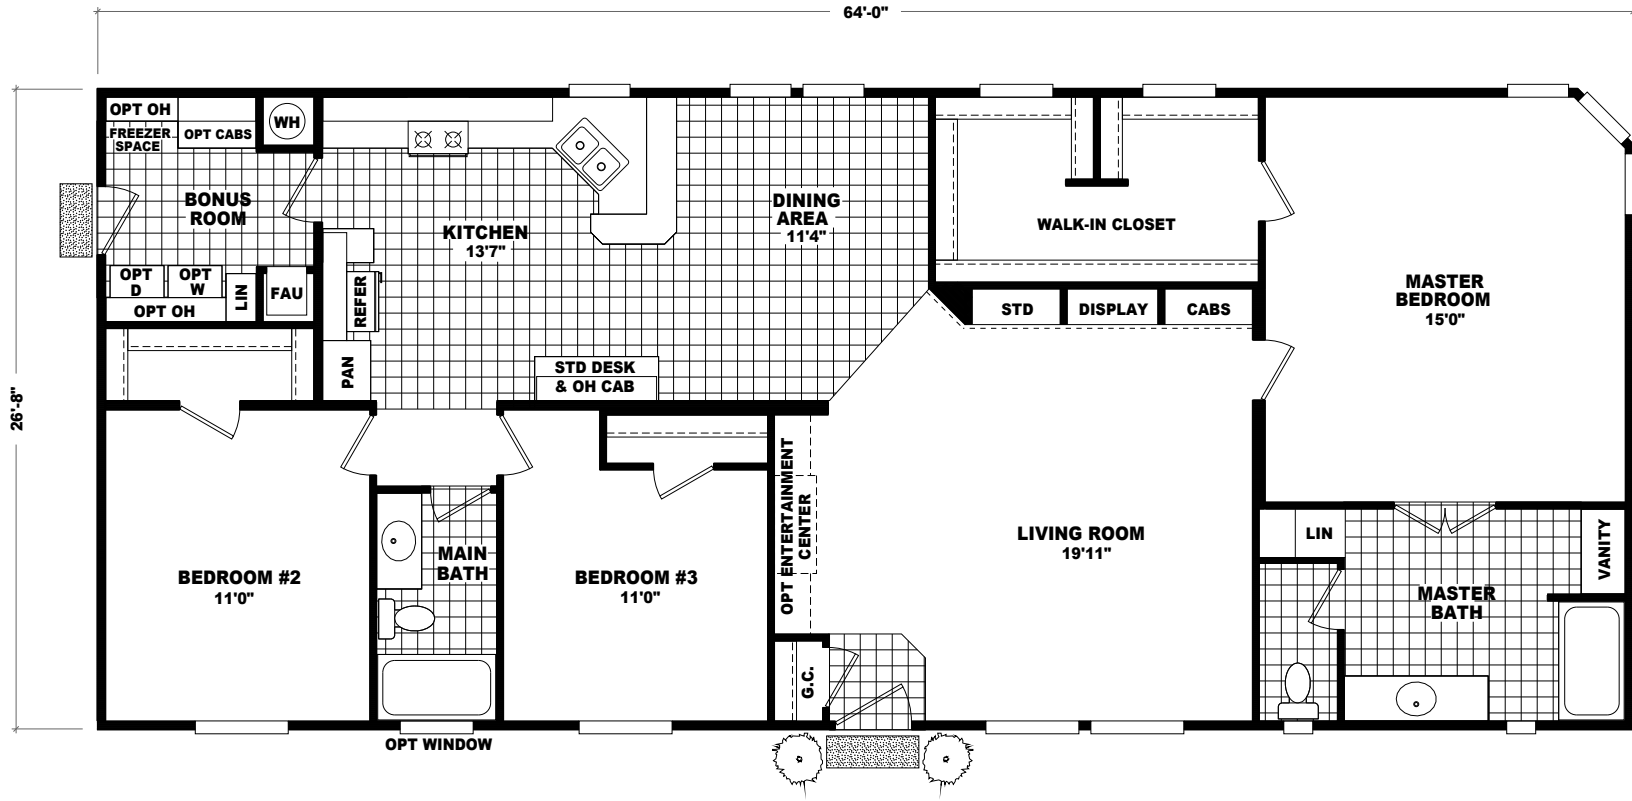 64'-0"
26'-8"
OPT OH
FREEZER
SPACE
OPT CABS
WH
BONUS
ROOM
OPT
D
OPT
W
OPT OH
LIN
FAU
REFER
PAN
KITCHEN
13'7"
STD DESK
& OH CAB
DINING
AREA
11'4"
WALK-IN CLOSET
STD
DISPLAY
CABS
MASTER
BEDROOM
15'0"
BEDROOM #2
11'0"
MAIN
BATH
OPT WINDOW
BEDROOM #3
11'0"
OPT ENTERTAINMENT
CENTER
G.C.
LIVING ROOM
19'11"
LIN
VANITY
MASTER
BATH